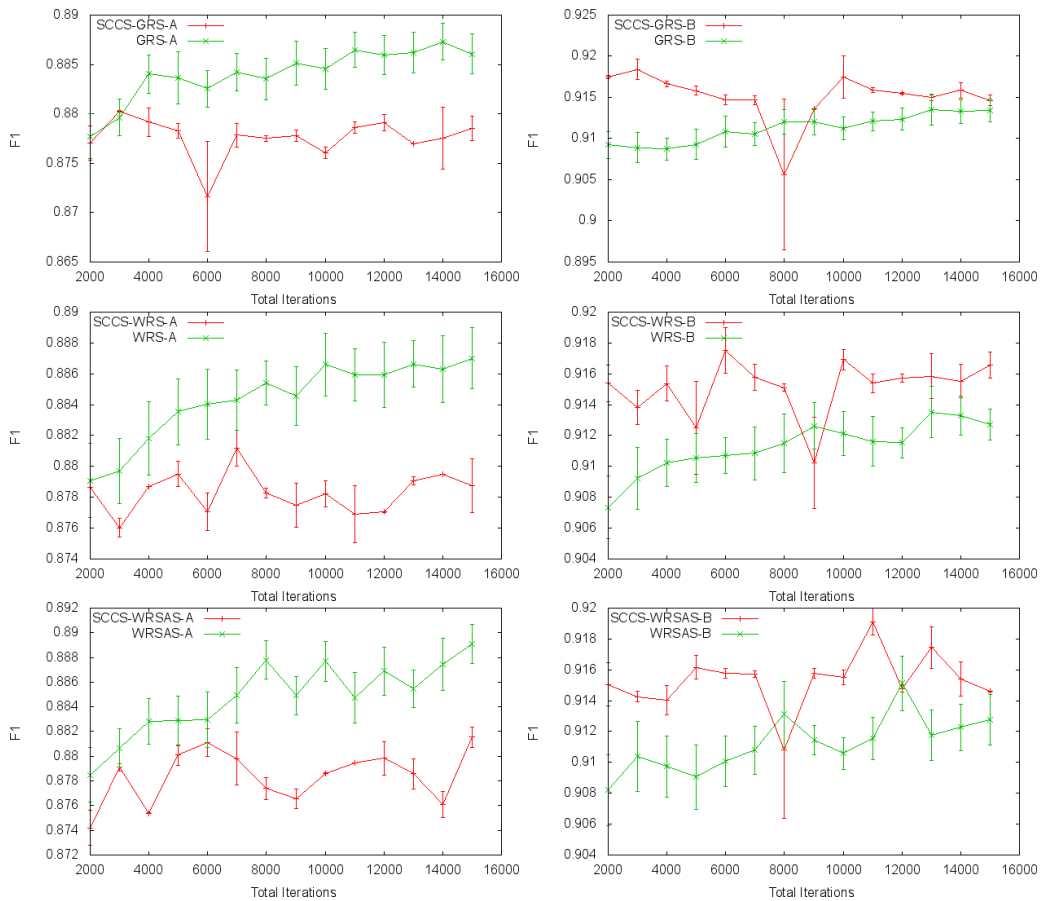 0.89
SCCS-GRS-A
GRS-A
0.885
0.88
0.875
0.87
0.865
F1
2000 4000 6000 8000 10000 12000 14000 16000
Total Iterations
0.925
SCCS-GRS-B
GRS-B
0.92
0.915
0.91
0.905
0.9
0.895
F1
2000 4000 6000 8000 10000 12000 14000 16000
Total Iterations
0.89
SCCS-WRS-A
WRS-A
0.888
0.886
0.884
0.882
0.88
0.878
0.876
0.874
F1
2000 4000 6000 8000 10000 12000 14000 16000
Total Iterations
0.92
SCCS-WRS-B
WRS-B
0.918
0.916
0.914
0.912
0.91
0.908
0.906
0.904
F1
2000 4000 6000 8000 10000 12000 14000 16000
Total Iterations
0.892
SCCS-WRSAS-A
WRSAS-A
0.89
0.888
0.886
0.884
0.882
0.88
0.878
0.876
0.874
0.872
F1
2000 4000 6000 8000 10000 12000 14000 16000
Total Iterations
0.92
SCCS-WRSAS-B
WRSAS-B
0.918
0.916
0.914
0.912
0.91
0.908
0.906
0.904
F1
2000 4000 6000 8000 10000 12000 14000 16000
Total Iterations